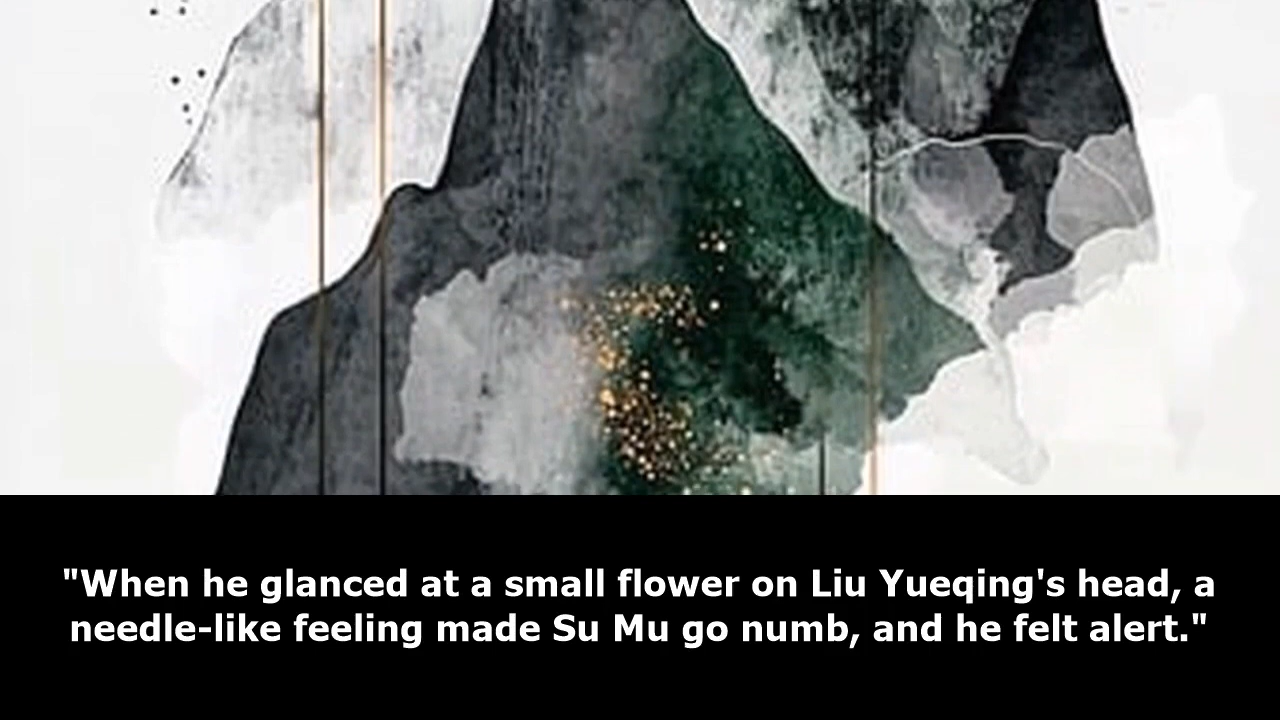 "When he glanced at a small flower on Liu Yueqing's head, a
needle-like feeling made Su Mu go numb, and he felt alert."